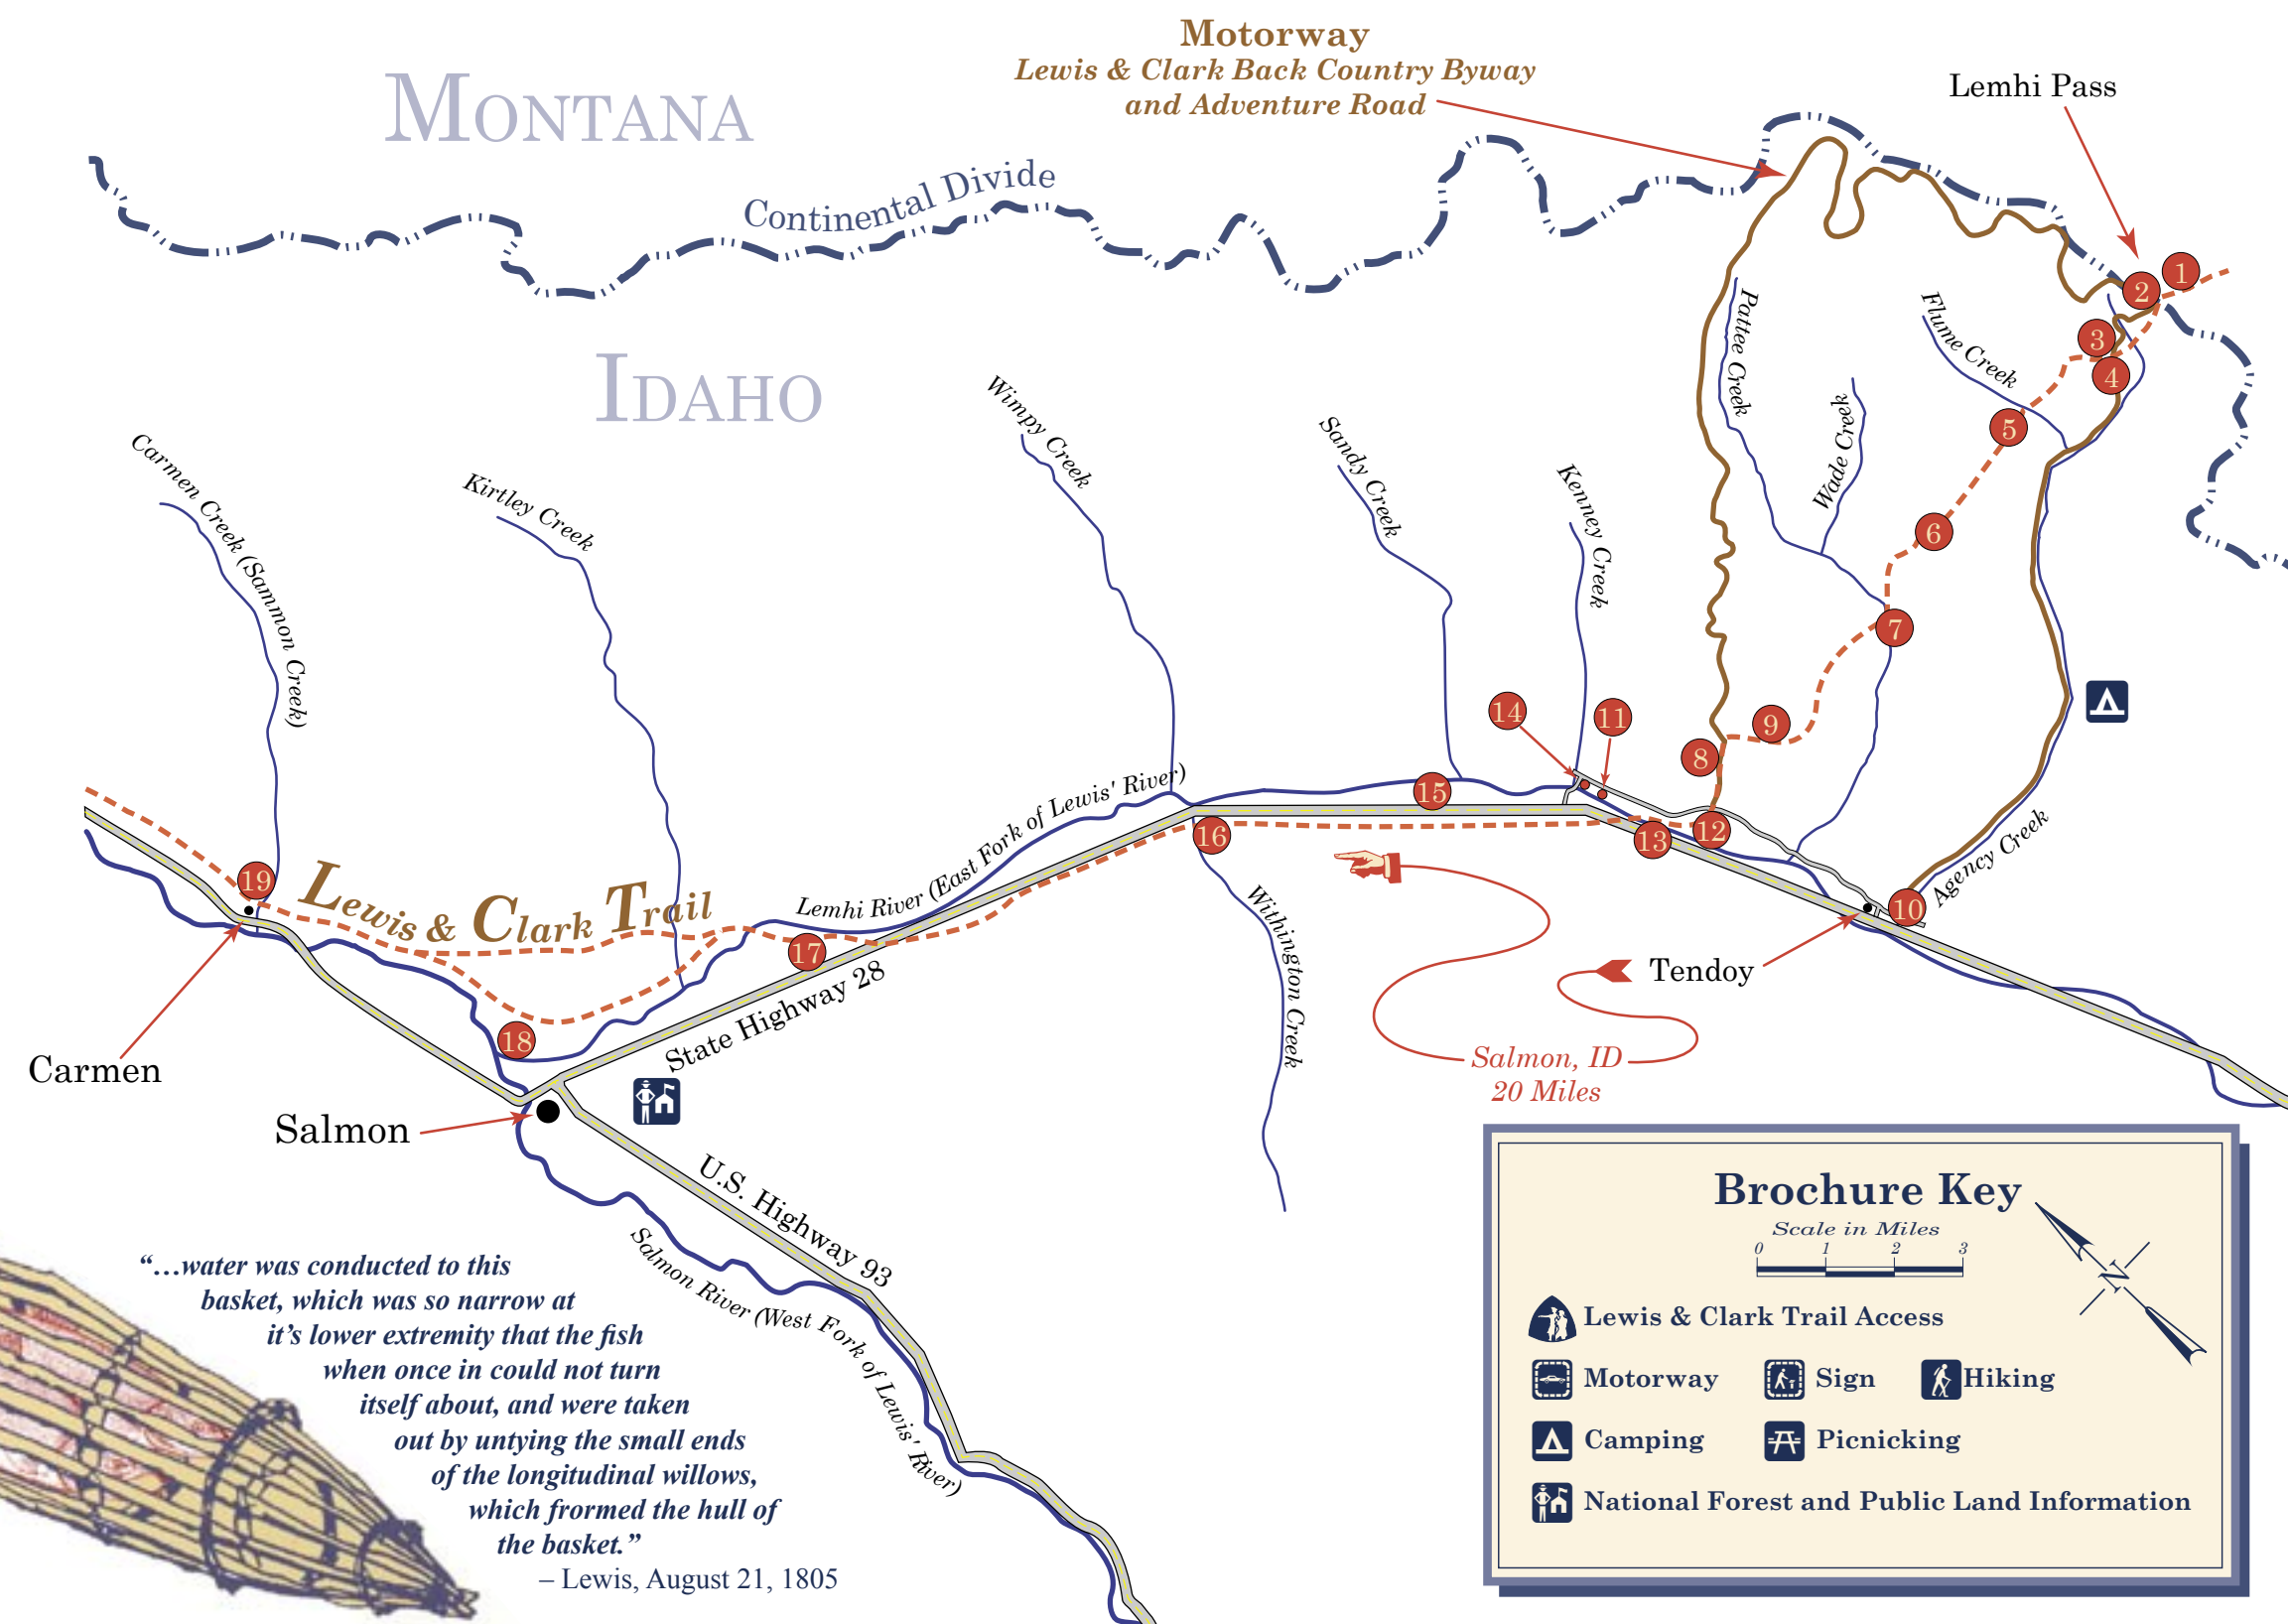 Motorway
Lewis & Clark Back Country Byway
and Adventure Road
Lemhi Pass
MONTANA
Continental Divide
IDAHO
1
2
3
4
5
6
7
8
9
10
11
12
13
14
15
16
17
18
19
Pattee Creek
Flume Creek
Wade Creek
Wimpy Creek
Sandy Creek
Kenney Creek
Carmen Creek (Sammon Creek)
Kirtley Creek
Lemhi River (East Fork of Lewis' River)
Lewis & Clark Trail
Agency Creek
Withington Creek
State Highway 28
Tendoy
Carmen
Salmon
Salmon, ID
20 Miles
U.S. Highway 93
Salmon River (West Fork of Lewis' River)
“...water was conducted to this
basket, which was so narrow at
it’s lower extremity that the fish
when once in could not turn
itself about, and were taken
out by untying the small ends
of the longitudinal willows,
which frormed the hull of
the basket.”
– Lewis, August 21, 1805
Brochure Key
Scale in Miles
0 1 2 3
N
Lewis & Clark Trail Access
Motorway
Sign
Hiking
Camping
Picnicking
National Forest and Public Land Information